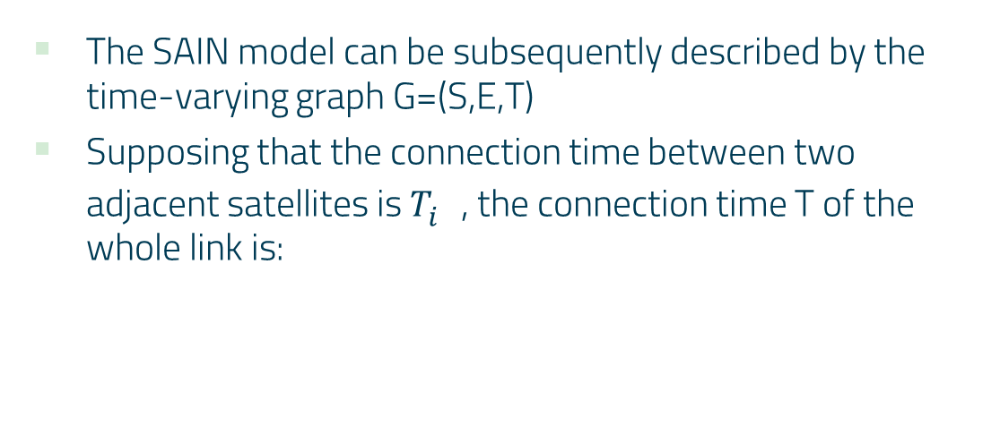 The SAIN model can be subsequently described by the
time-varying graph G=(S,E,T)
Supposing that the connection time between two
adjacent satellites is 𝑇𝑖 , the connection time T of the
whole link is: